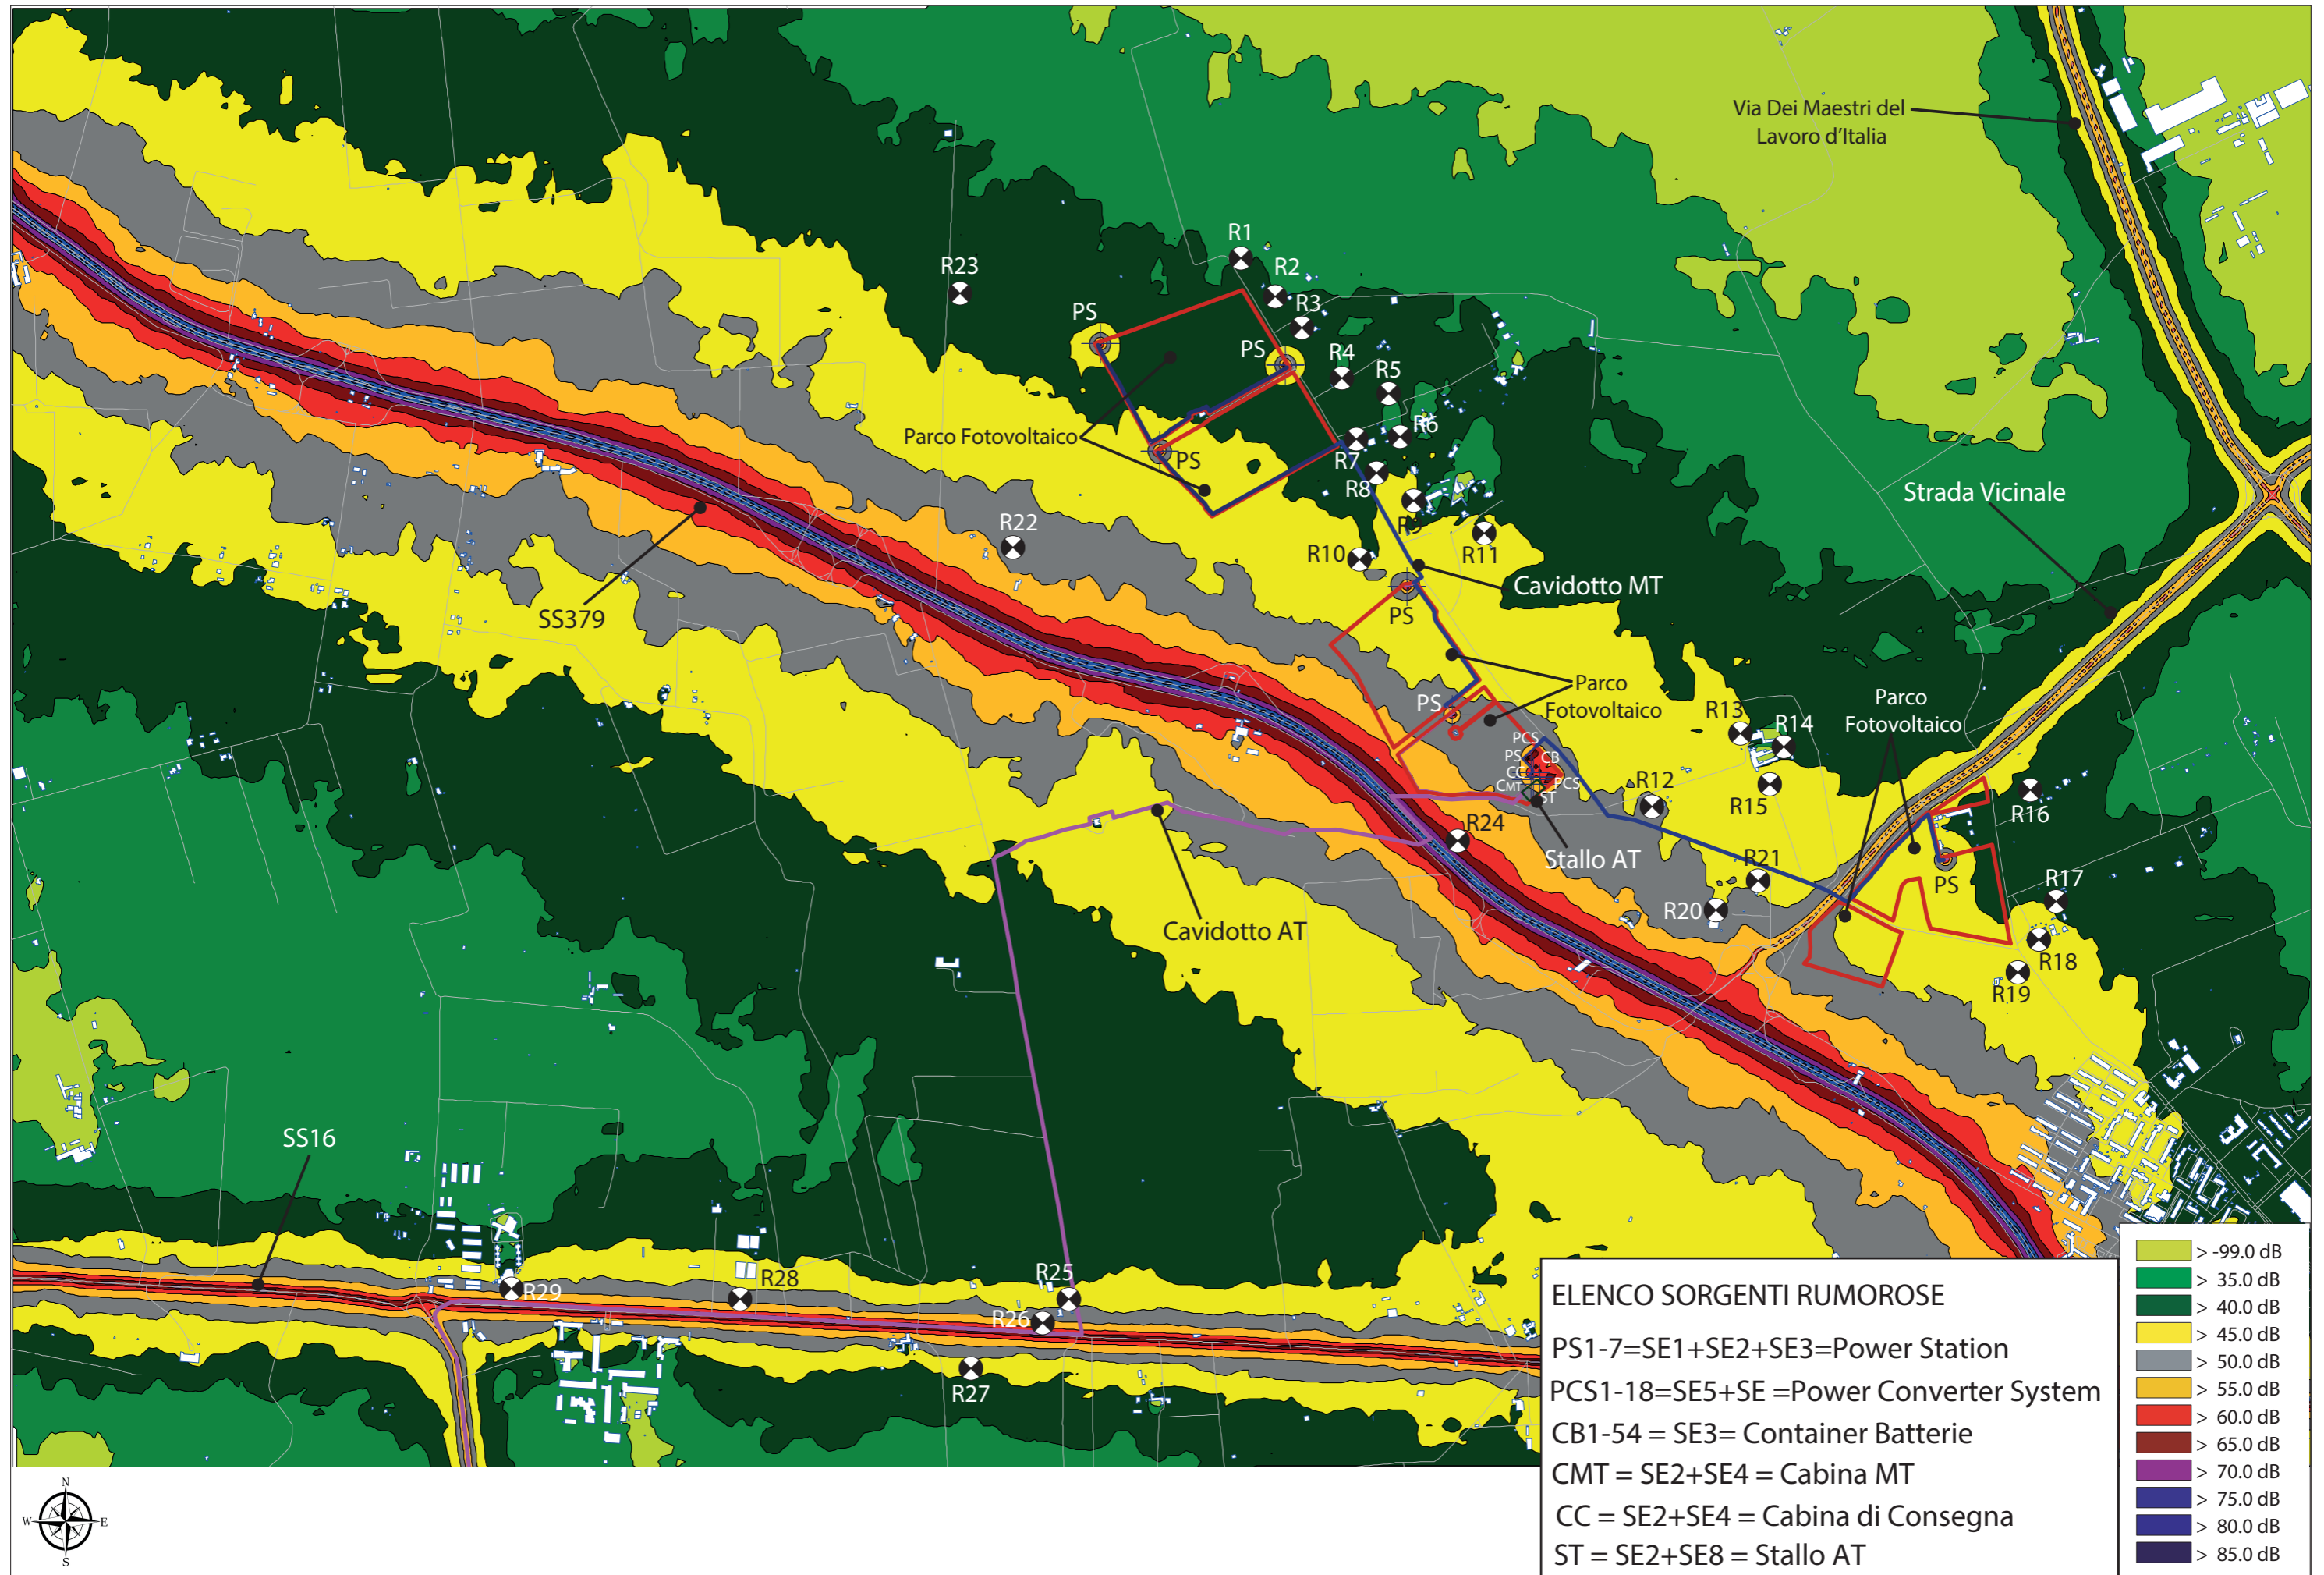 Via Dei Maestri del
Lavoro d'Italia
R1
R23
R2
R3
PS
PS
R4
R5
Parco Fotovoltaico
R6
PS
R7
R8
Strada Vicinale
R9
R22
R10
R11
Cavidotto MT
PS
SS379
Parco
Fotovoltaico
Parco
Fotovoltaico
PS
R13
R14
PCS
PS
CB
CC
PCS
CMT
ST
R12
R15
R16
R24
Stallo AT
R21
PS
R17
R20
Cavidotto AT
R18
R19
SS16
R25
R28
R29
R26
R27
ELENCO SORGENTI RUMOROSE
PS1-7=SE1+SE2+SE3=Power Station
PCS1-18=SE5+SE =Power Converter System
CB1-54 = SE3= Container Batterie
CMT = SE2+SE4 = Cabina MT
CC = SE2+SE4 = Cabina di Consegna
ST = SE2+SE8 = Stallo AT
> -99.0 dB
> 35.0 dB
> 40.0 dB
> 45.0 dB
> 50.0 dB
> 55.0 dB
> 60.0 dB
> 65.0 dB
> 70.0 dB
> 75.0 dB
> 80.0 dB
> 85.0 dB
N
W
E
S